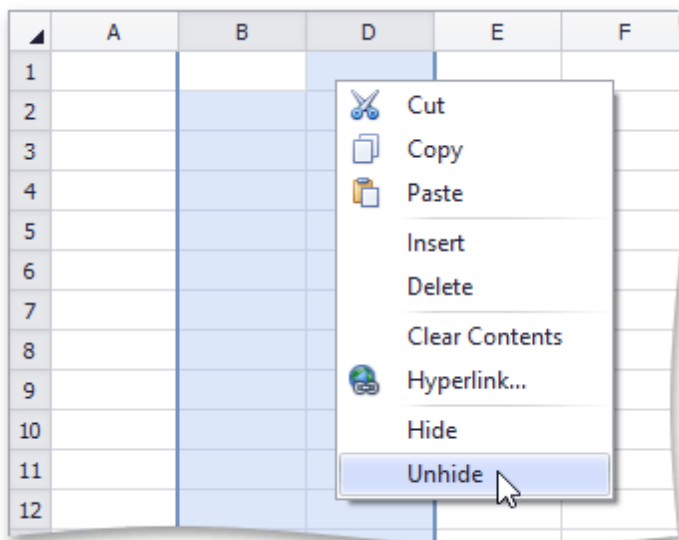 A B D E F
1
2
Cut
3
Copy
4
Paste
5
Insert
6
Delete
7
8
Clear Contents
9
Hyperlink...
10
Hide
11
Unhide
12